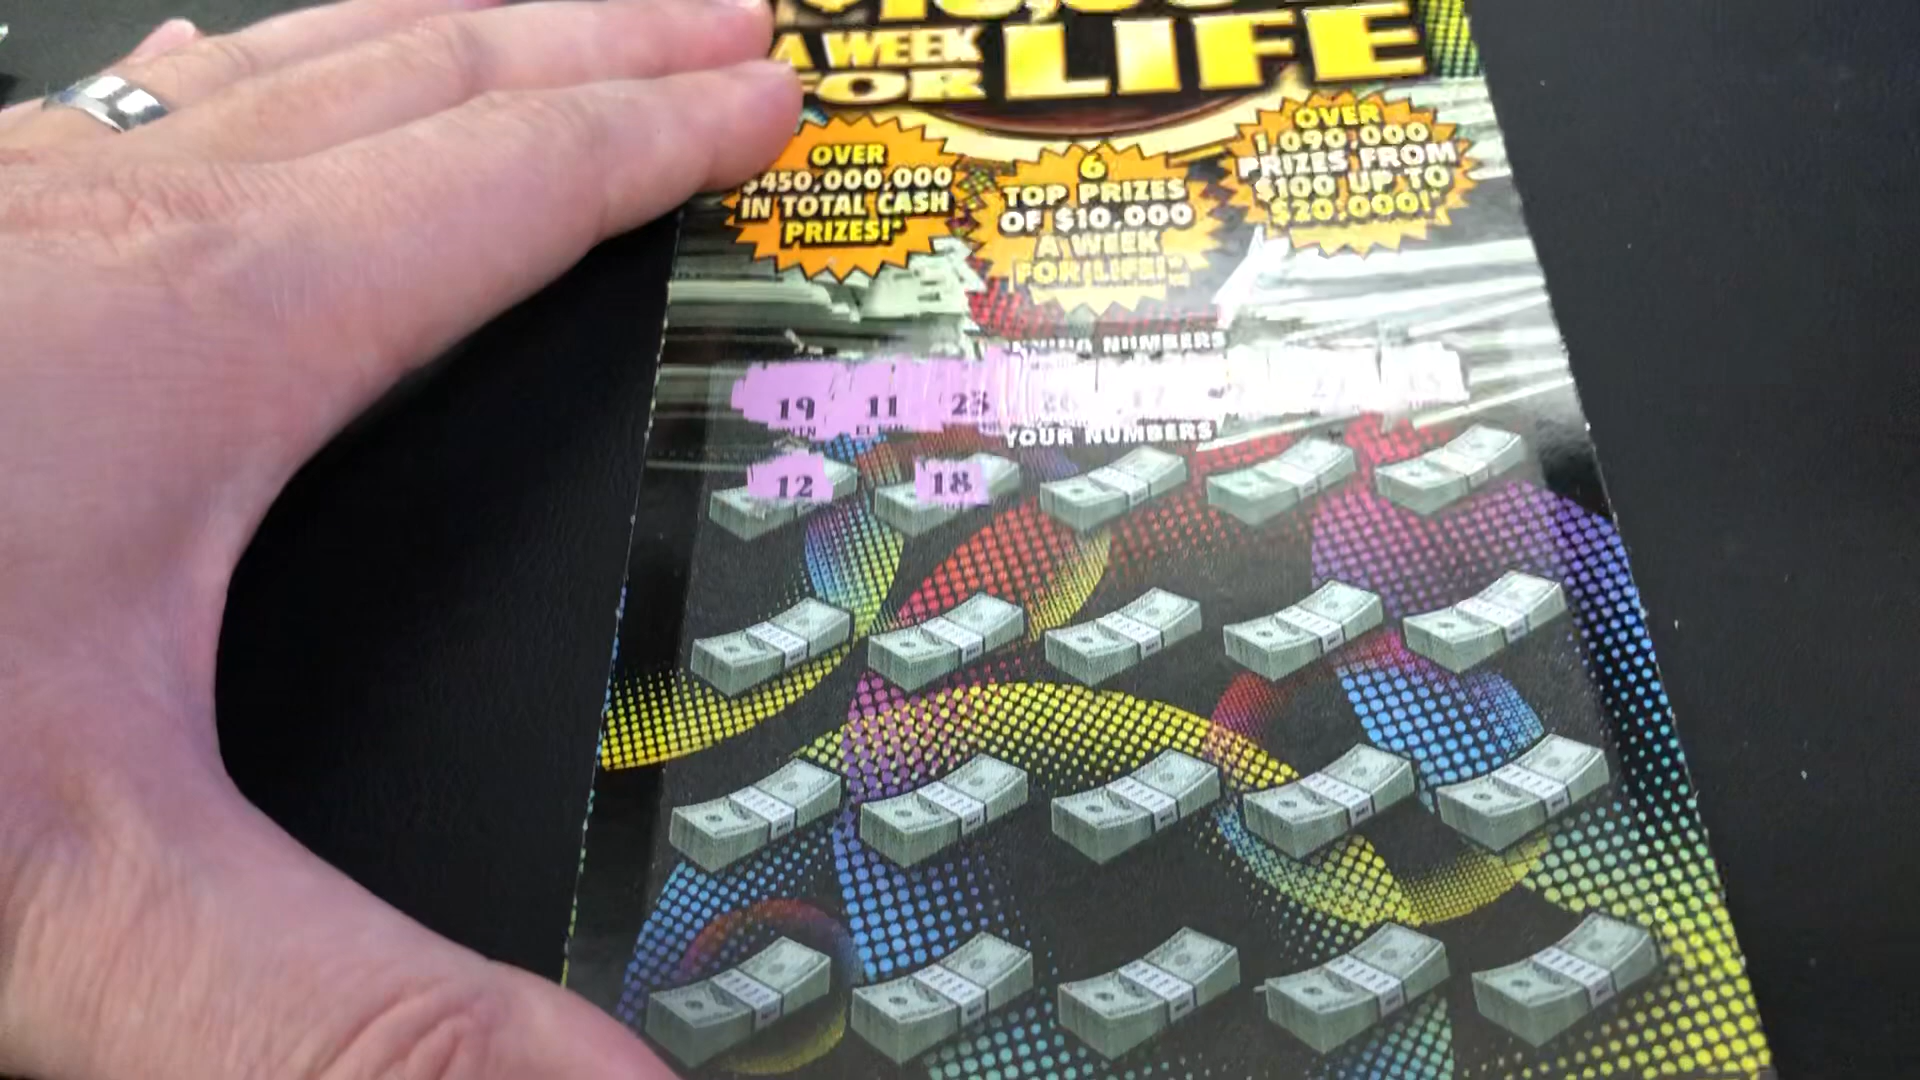 A WEEK
FOR LIFE
OVER
$450,000,000
IN TOTAL CASH
PRIZES!*
6
TOP PRIZES
OF $10,000
A WEEK
FOR LIFE!*
OVER
1,090,000
PRIZES FROM
$100 UP TO
$20,000!*
NUMBERS
19 11
YOUR NUMBERS
12 18